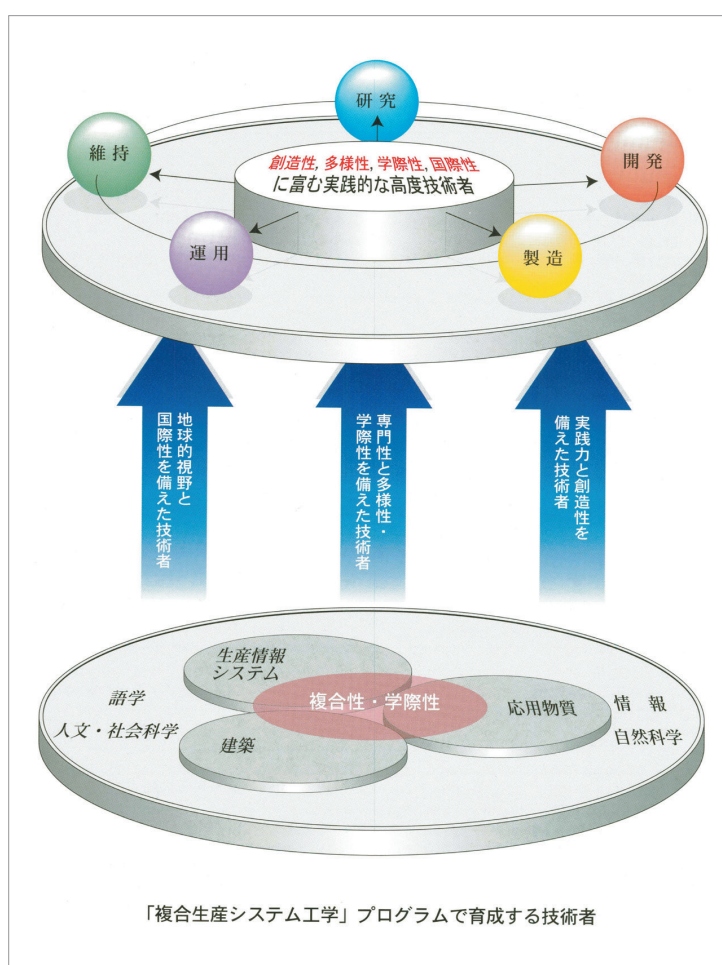 研究
維持
開発
創造性, 多様性, 学際性, 国際性
に富む実践的な高度技術者
運用
製造
地球的視野と
国際性を備えた技術者
専門性と多様性・
学際性を備えた技術者
実践力と創造性を
備えた技術者
生産情報
システム
語学
複合性・学際性
応用物質
情 報
人文・社会科学
建築
自然科学
「複合生産システム工学」プログラムで育成する技術者